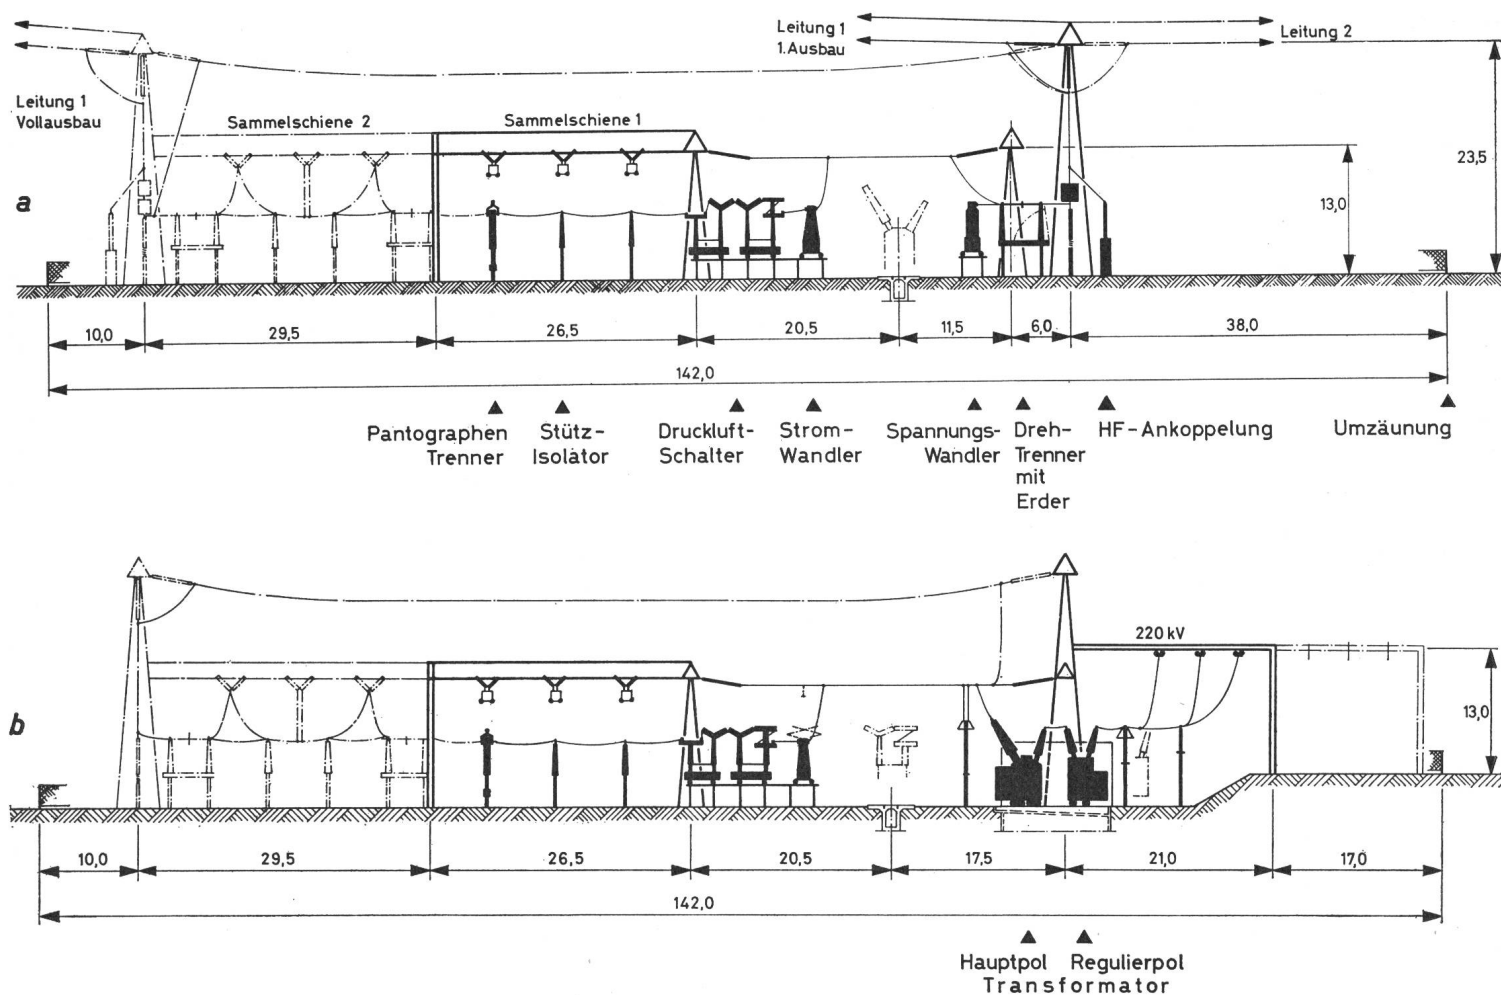 Leitung 1
1.Ausbau
Leitung 2
Leitung 1
Vollausbau
Sammelschiene 2
Sammelschiene 1
23,5
a
13,0
10,0
29,5
26,5
20,5
11,5
6,0
38,0
142,0
Pantographen
Trenner
Stütz-
Isolator
Druckluft-
Schalter
Strom-
Wandler
Spannungs-
Wandler
Dreh-
Trenner
mit
Erder
HF-Ankoppelung
Umzäunung
220 kV
b
13,0
10,0
29,5
26,5
20,5
17,5
21,0
17,0
142,0
Hauptpol Regulierpol
Transformator